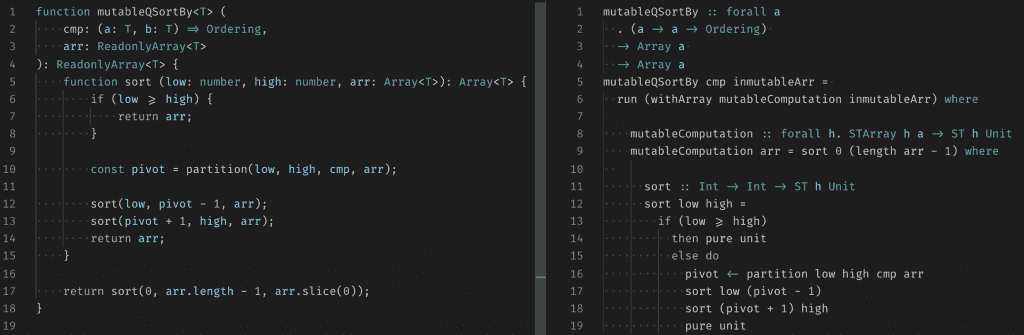 1 function mutableQSortBy<T> (
2     cmp: (a: T, b: T) => Ordering,
3     arr: ReadonlyArray<T>
4 ): ReadonlyArray<T> {
5     function sort (low: number, high: number, arr: Array<T>): Array<T> {
6         if (low >= high) {
7             return arr;
8         }
9
10         const pivot = partition(low, high, cmp, arr);
11
12         sort(low, pivot - 1, arr);
13         sort(pivot + 1, high, arr);
14         return arr;
15     }
16
17     return sort(0, arr.length - 1, arr.slice(0));
18 }
19
1 mutableQSortBy :: forall a
2   . (a -> a -> Ordering)
3   -> Array a
4   -> Array a
5 mutableQSortBy cmp inmutableArr =
6   run (withArray mutableComputation inmutableArr) where
7
8     mutableComputation :: forall h. STArray h a -> ST h Unit
9     mutableComputation arr = sort 0 (length arr - 1) where
10
11       sort :: Int -> Int -> ST h Unit
12       sort low high =
13         if (low >= high)
14           then pure unit
15           else do
16             pivot <- partition low high cmp arr
17             sort low (pivot - 1)
18             sort (pivot + 1) high
19             pure unit